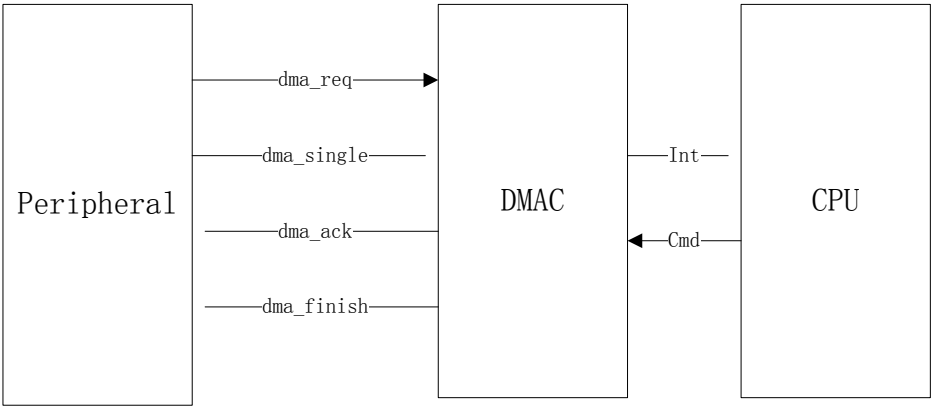 dma_req
dma_single
Int
Peripheral
DMAC
CPU
dma_ack
Cmd
dma_finish